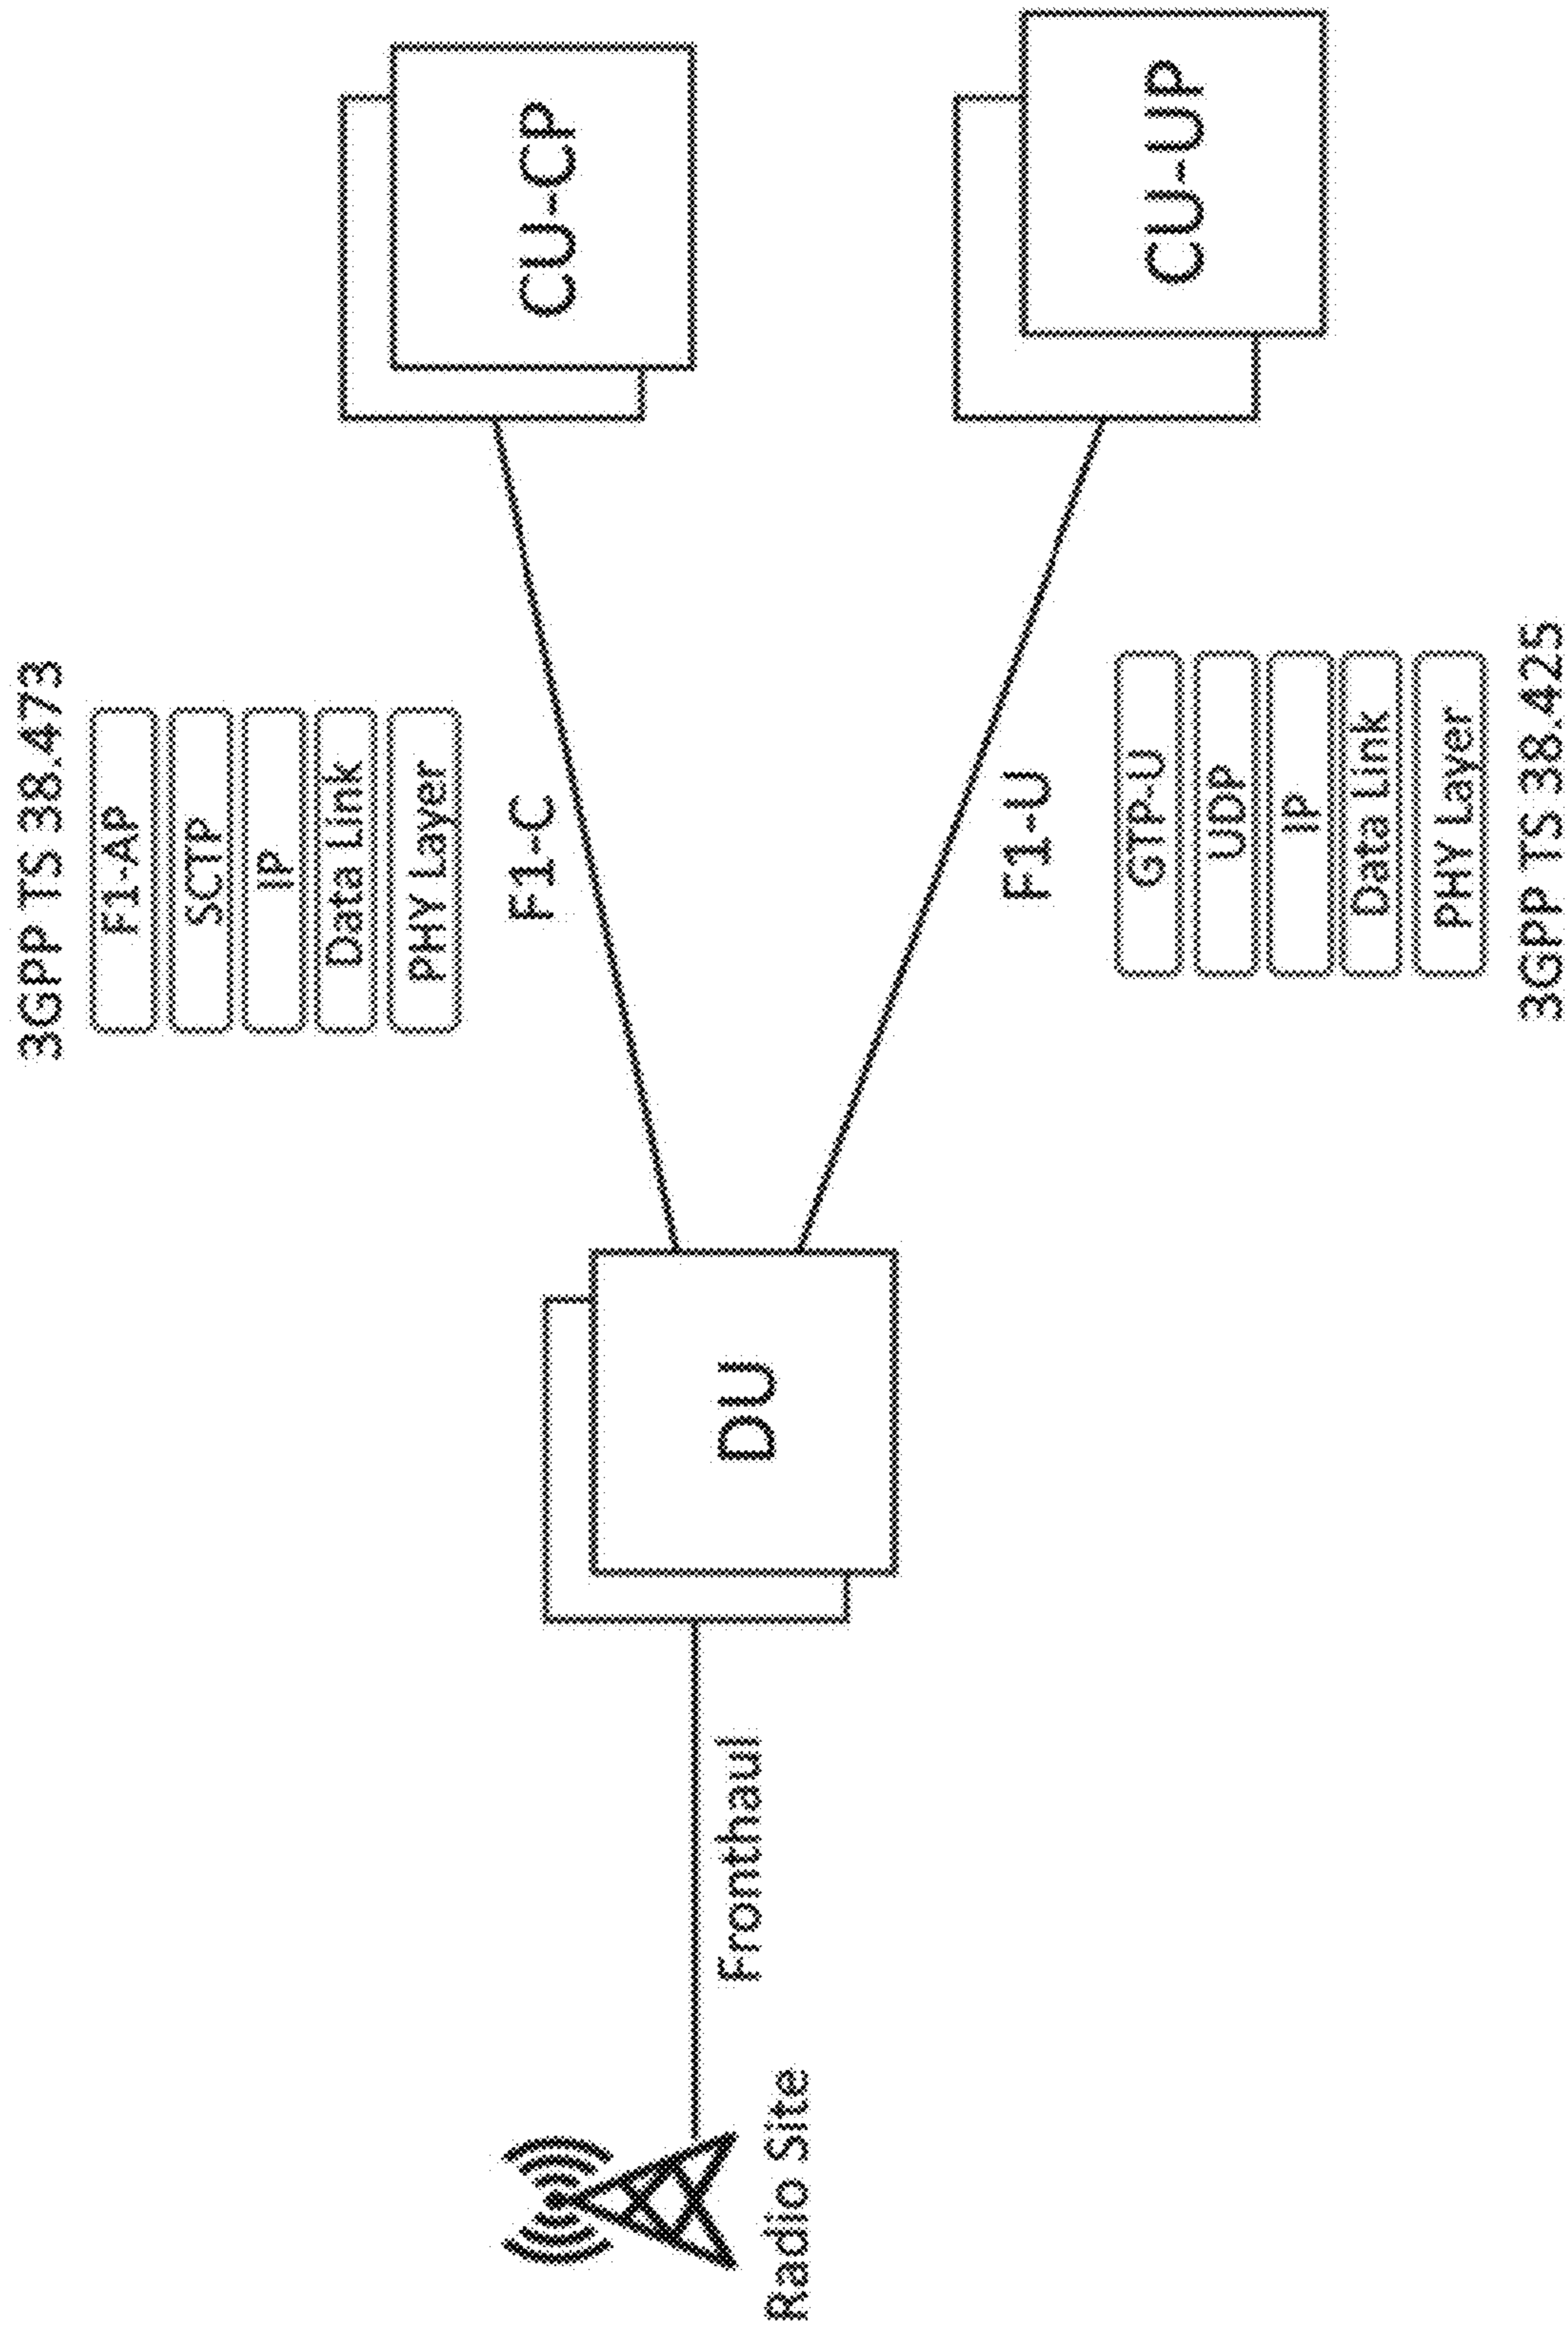 3GPP TS 38.473
F1-AP
SCTP
IP
Data Link
PHY Layer
F1-C
CU-CP
Radio Site
Fronthaul
DU
F1-U
CU-UP
GTP-U
UDP
IP
Data Link
PHY Layer
3GPP TS 38.425